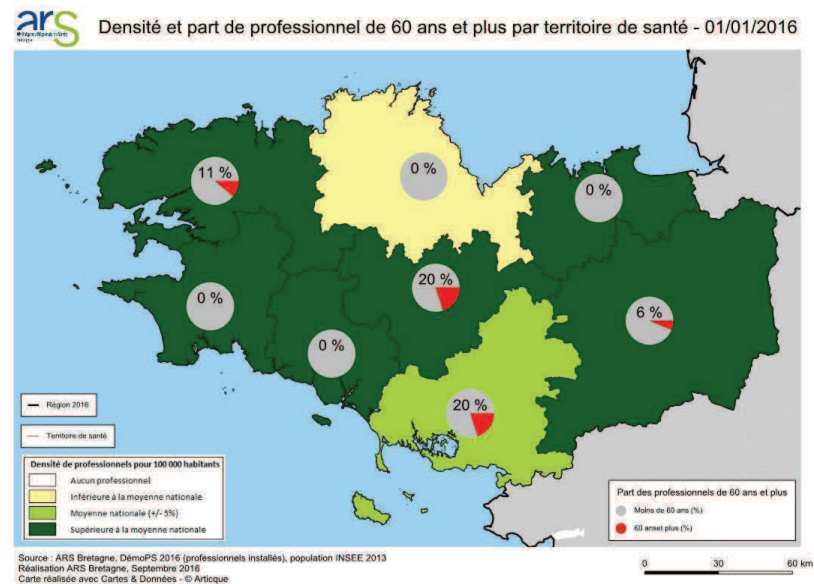 ars
Densité et part de professionnel de 60 ans et plus par territoire de santé - 01/01/2016
0 %
11 %
0 %
20 %
0 %
6 %
0 %
20 %
Région 2016
Territoire de santé
Densité de professionnels pour 100 000 habitants
Aucun professionnel
Inférieure à la moyenne nationale
Moyenne nationale (+/- 5%)
Supérieure à la moyenne nationale
Part des professionnels de 60 ans et plus
Moins de 60 ans (%)
60 anset plus (%)
Source : ARS Bretagne, DémoPS 2016 (professionnels installés), population INSEE 2013
Réalisation ARS Bretagne, Septembre 2016
Carte réalisée avec Cartes & Données - © Articque
0 30 60 km